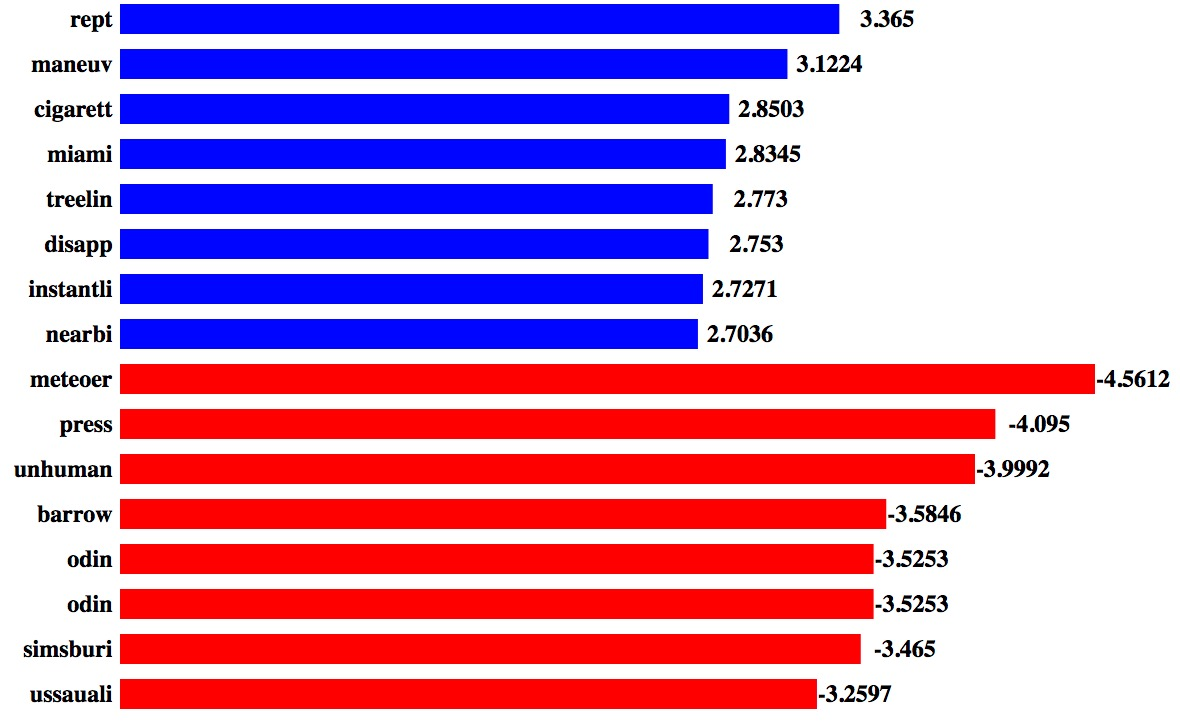 rept 3.365
maneuv 3.1224
cigarett 2.8503
miami 2.8345
treelin 2.773
disapp 2.753
instantli 2.7271
nearbi 2.7036
meteoer -4.5612
press -4.095
unhuman -3.9992
barrow -3.5846
odin -3.5253
odin -3.5253
simsburi -3.465
ussauali -3.2597